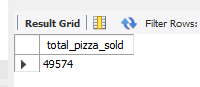 Result Grid Filter Rows:
total_pizza_sold
49574